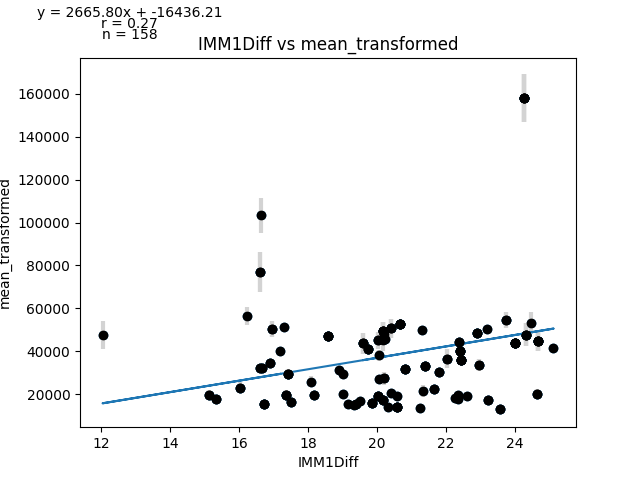 y = 2665.80x + -16436.21
r = 0.27
n = 158
IMM1Diff vs mean_transformed
160000
140000
120000
100000
80000
60000
40000
20000
mean_transformed
12 14 16 18 20 22 24
IMM1Diff